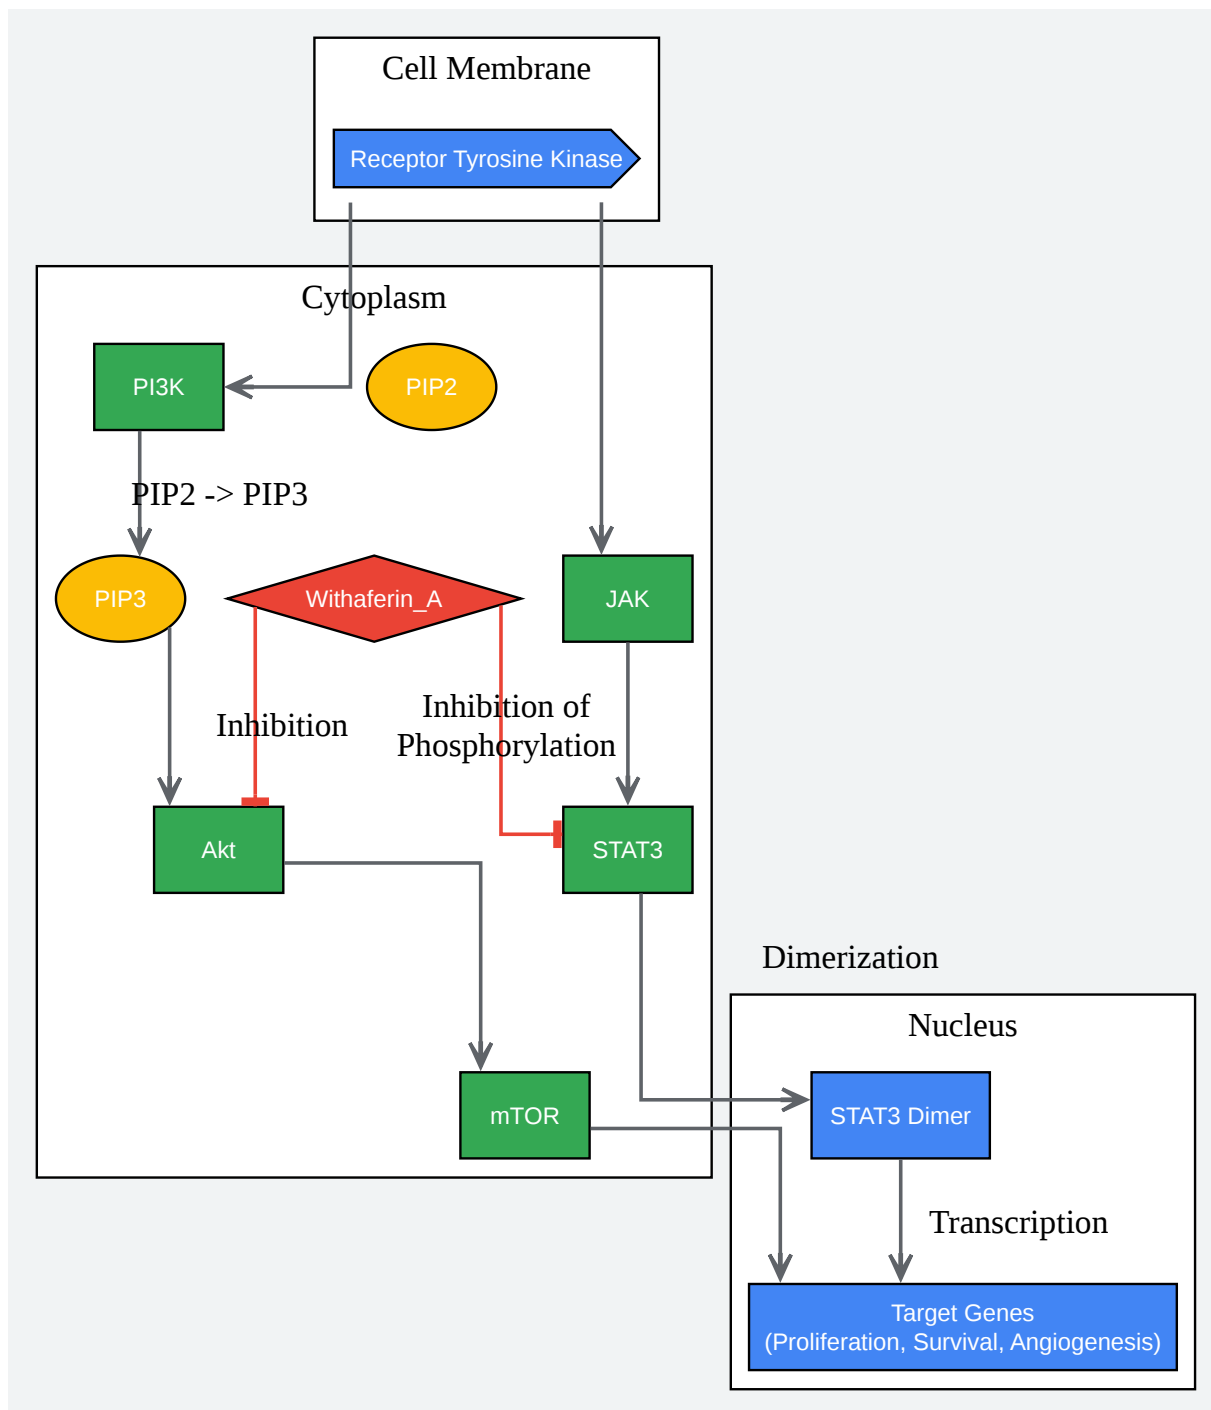 Cell Membrane
Receptor Tyrosine Kinase
Cytoplasm
PI3K
PIP2
PIP2 -> PIP3
PIP3
Withaferin_A
JAK
Inhibition
Inhibition of
Phosphorylation
Akt
STAT3
Dimerization
Nucleus
mTOR
STAT3 Dimer
Transcription
Target Genes
(Proliferation, Survival, Angiogenesis)